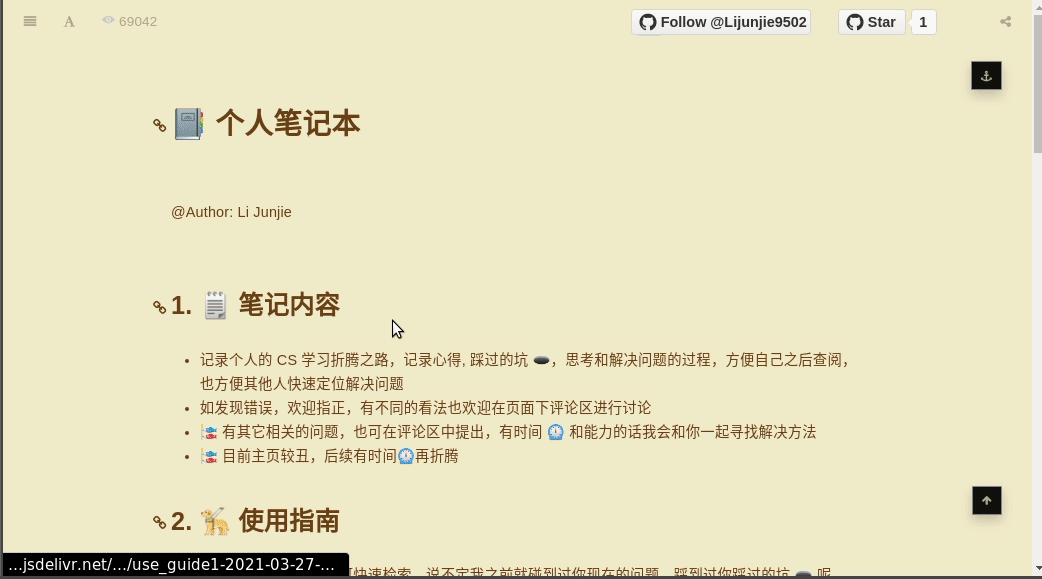 69042
Follow @Lijunjie9502
Star
1
个人笔记本
@Author: Li Junjie
1. 笔记内容
记录个人的 CS 学习折腾之路，记录心得, 踩过的坑 🕳️，思考和解决问题的过程，方便自己之后查阅，
也方便其他人快速定位解决问题
如发现错误，欢迎指正，有不同的看法也欢迎在页面下评论区进行讨论
🎏 有其它相关的问题，也可在评论区中提出，有时间 ⏲️ 和能力的话我会和你一起寻找解决方法
🎏 目前主页较丑，后续有时间⏲️再折腾
2. 使用指南
快速检索，说不定我之前就碰到过你现在的问题，踩到过你踩过的坑 🕳️ 呢
...jsdelivr.net/.../use_guide1-2021-03-27-...